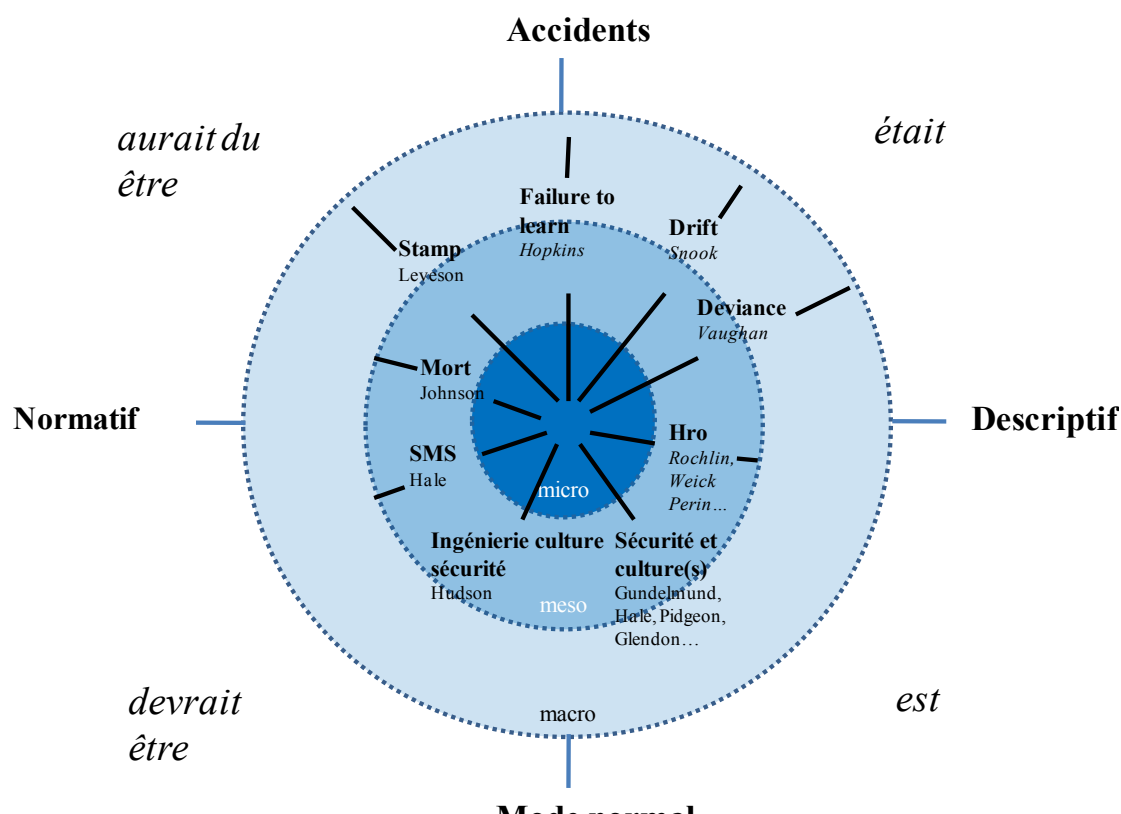 Accidents
aurait du
être
était
Failure to
learn
Hopkins
Drift
Snook
Stamp
Leveson
Deviance
Vaughan
Mort
Johnson
Normatif
Descriptif
Hro
Rochlin,
Weick
Perin…
SMS
Hale
micro
Ingénierie culture
sécurité
Hudson
Sécurité et
culture(s)
Gundelmund,
Hale, Pidgeon,
Glendon…
meso
devrait
être
est
macro
Mode normal